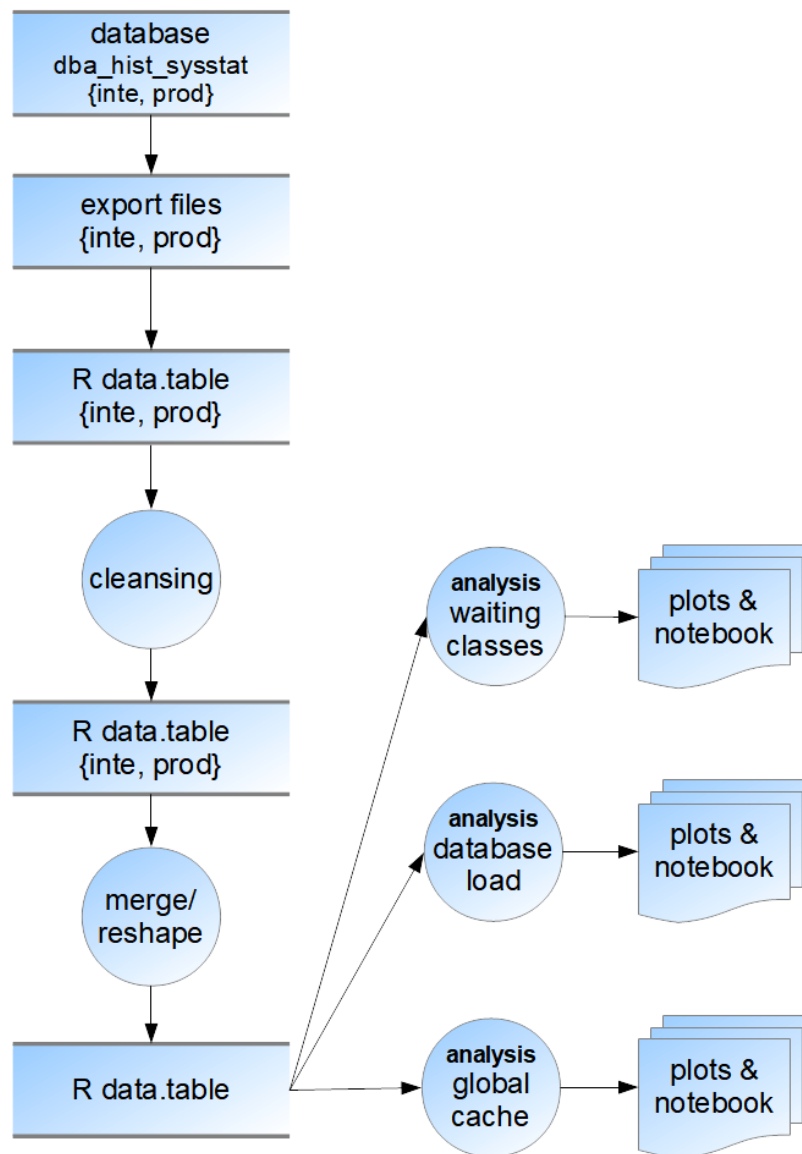 database
dba_hist_sysstat
{inte, prod}
export files
{inte, prod}
R data.table
{inte, prod}
cleansing
R data.table
{inte, prod}
merge/
reshape
R data.table
analysis
waiting
classes
plots &
notebook
analysis
database
load
plots &
notebook
analysis
global
cache
plots &
notebook